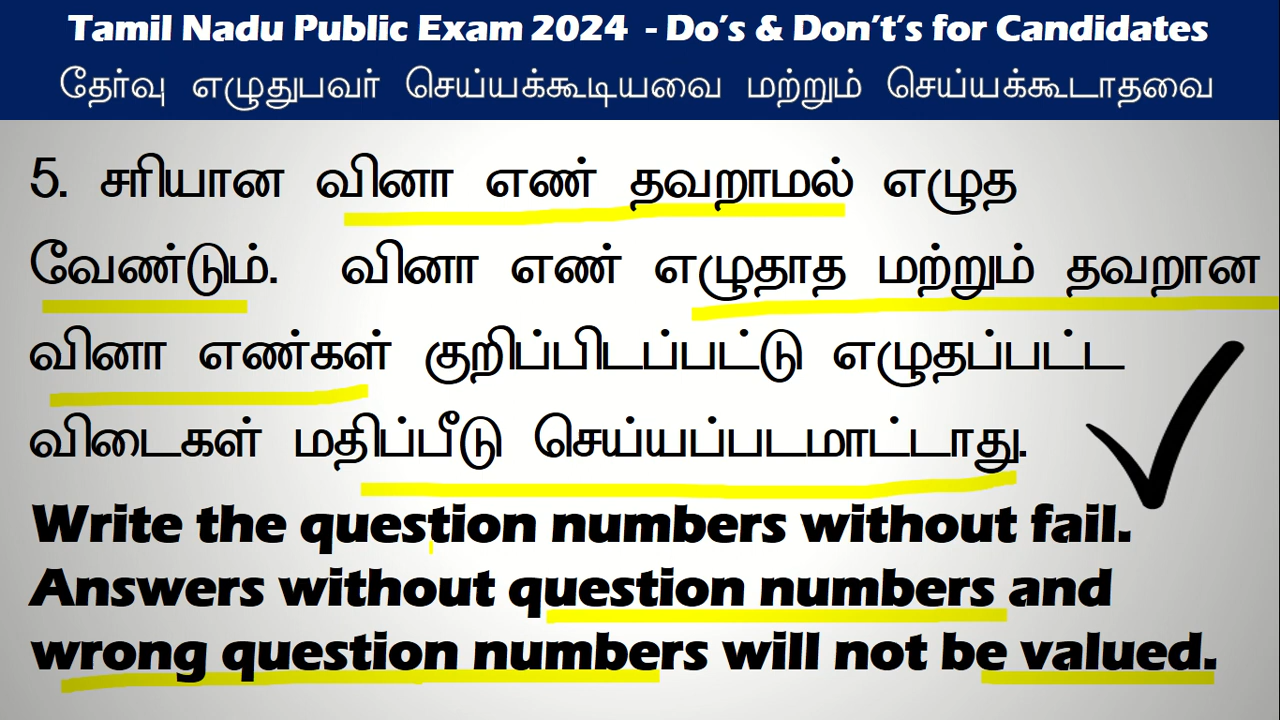 Tamil Nadu Public Exam 2024 - Do's & Don't's for Candidates
தேர்வு எழுதுபவர் செய்யக்கூடியவை மற்றும் செய்யக்கூடாதவை
5. சரியான வினா எண் தவறாமல் எழுத
வேண்டும். வினா எண் எழுதாத மற்றும் தவறான
வினா எண்கள் குறிப்பிடப்பட்டு எழுதப்பட்ட
விடைகள் மதிப்பீடு செய்யப்படமாட்டாது.
Write the question numbers without fail.
Answers without question numbers and
wrong question numbers will not be valued.